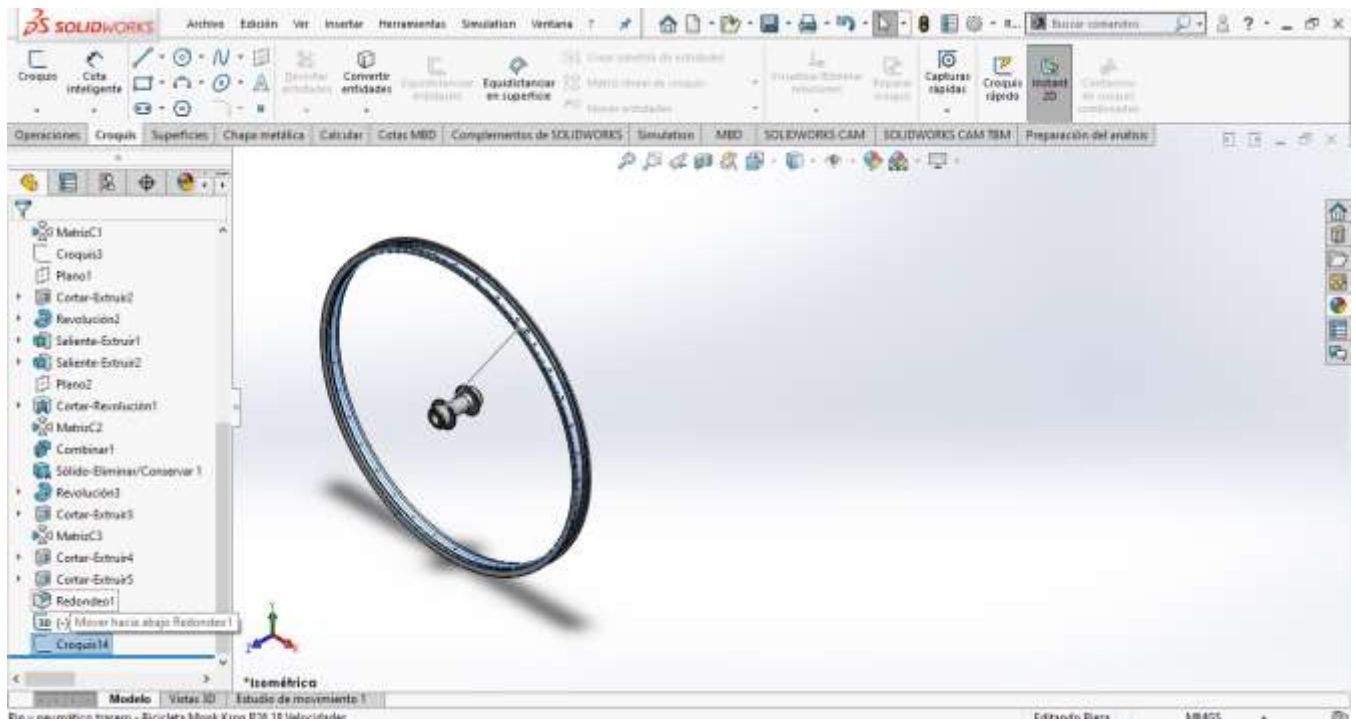 SOLIDWORKS Archivo Edición Ver Insertar Herramientas Simulation Ventana ?
Buscar comandos
Croquis
Cota inteligente
Convertir entidades
Equidistanciar en superficie
Capturas rápidas
Croquis rápido
Instant 2D
Operaciones Croquis Superficies Chapa metálica Calcular Cotas MBD Complementos de SOLIDWORKS Simulation MBD SOLIDWORKS CAM SOLIDWORKS CAM TBM Preparación del análisis
MatrizC1
Croquis3
Plano1
Cortar-Extruir2
Revolución2
Saliente-Extruir1
Saliente-Extruir2
Plano2
Cortar-Revolución1
MatrizC2
Combinar1
Sólido-Eliminar/Conservar 1
Revolución3
Cortar-Extruir3
MatrizC3
Cortar-Extruir4
Cortar-Extruir5
Redondeo1
3D (-) Mover hacia abajo Redondeo1
Croquis14
*Isométrica
Modelo Vistas 3D Estudio de movimiento 1
Editando Pieza MMGS